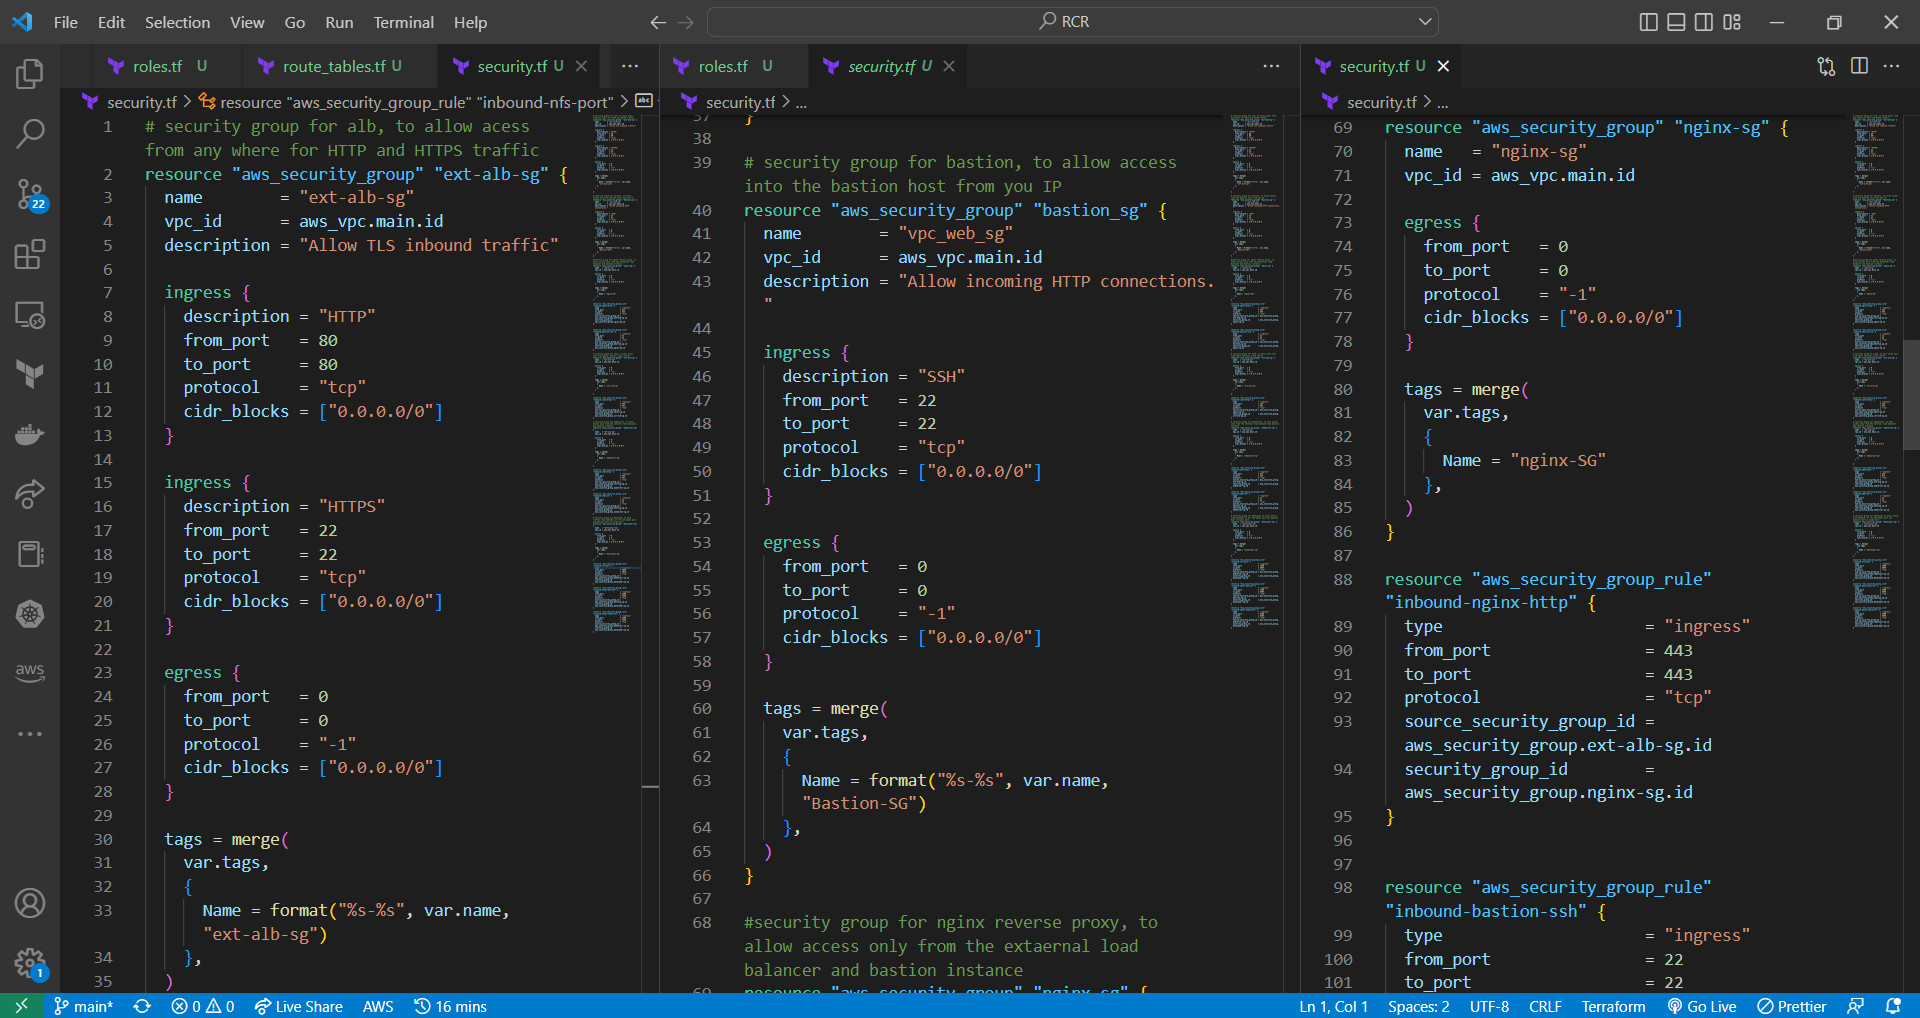 File Edit Selection View Go Run Terminal Help
RCR
roles.tf U
route_tables.tf U
security.tf U
security.tf > resource "aws_security_group_rule" "inbound-nfs-port" >
1 # security group for alb, to allow acess
from any where for HTTP and HTTPS traffic
2 resource "aws_security_group" "ext-alb-sg" {
3 name = "ext-alb-sg"
4 vpc_id = aws_vpc.main.id
5 description = "Allow TLS inbound traffic"
6
7 ingress {
8 description = "HTTP"
9 from_port = 80
10 to_port = 80
11 protocol = "tcp"
12 cidr_blocks = ["0.0.0.0/0"]
13 }
14
15 ingress {
16 description = "HTTPS"
17 from_port = 22
18 to_port = 22
19 protocol = "tcp"
20 cidr_blocks = ["0.0.0.0/0"]
21 }
22
23 egress {
24 from_port = 0
25 to_port = 0
26 protocol = "-1"
27 cidr_blocks = ["0.0.0.0/0"]
28 }
29
30 tags = merge(
31 var.tags,
32 {
33 Name = format("%s-%s", var.name,
"ext-alb-sg")
34 },
35 )
roles.tf U
security.tf U
security.tf > ...
37 }
38
39 # security group for bastion, to allow access
into the bastion host from you IP
40 resource "aws_security_group" "bastion_sg" {
41 name = "vpc_web_sg"
42 vpc_id = aws_vpc.main.id
43 description = "Allow incoming HTTP connections.
"
44
45 ingress {
46 description = "SSH"
47 from_port = 22
48 to_port = 22
49 protocol = "tcp"
50 cidr_blocks = ["0.0.0.0/0"]
51 }
52
53 egress {
54 from_port = 0
55 to_port = 0
56 protocol = "-1"
57 cidr_blocks = ["0.0.0.0/0"]
58 }
59
60 tags = merge(
61 var.tags,
62 {
63 Name = format("%s-%s", var.name,
"Bastion-SG")
64 },
65 )
66 }
67
68 #security group for nginx reverse proxy, to
allow access only from the extaernal load
balancer and bastion instance
69 resource "aws_security_group" "nginx-sg" {
security.tf U
security.tf > ...
69 resource "aws_security_group" "nginx-sg" {
70 name = "nginx-sg"
71 vpc_id = aws_vpc.main.id
72
73 egress {
74 from_port = 0
75 to_port = 0
76 protocol = "-1"
77 cidr_blocks = ["0.0.0.0/0"]
78 }
79
80 tags = merge(
81 var.tags,
82 {
83 Name = "nginx-SG"
84 },
85 )
86 }
87
88 resource "aws_security_group_rule"
"inbound-nginx-http" {
89 type = "ingress"
90 from_port = 443
91 to_port = 443
92 protocol = "tcp"
93 source_security_group_id =
aws_security_group.ext-alb-sg.id
94 security_group_id =
aws_security_group.nginx-sg.id
95 }
96
97
98 resource "aws_security_group_rule"
"inbound-bastion-ssh" {
99 type = "ingress"
100 from_port = 22
101 to_port = 22
22
aws
1
main* 0 0 Live Share AWS 16 mins Ln 1, Col 1 Spaces: 2 UTF-8 CRLF Terraform Go Live Prettier